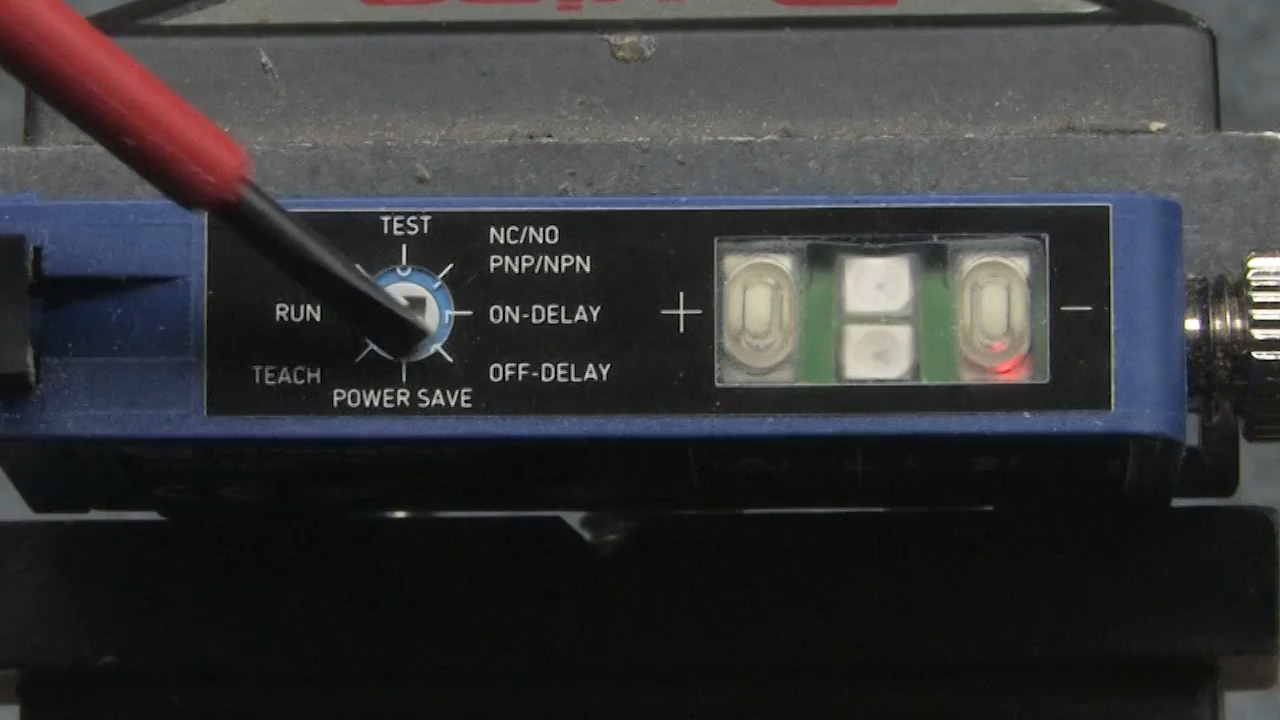 TEST
NC/NO
PNP/NPN
RUN
ON-DELAY
+
−
TEACH
OFF-DELAY
POWER SAVE